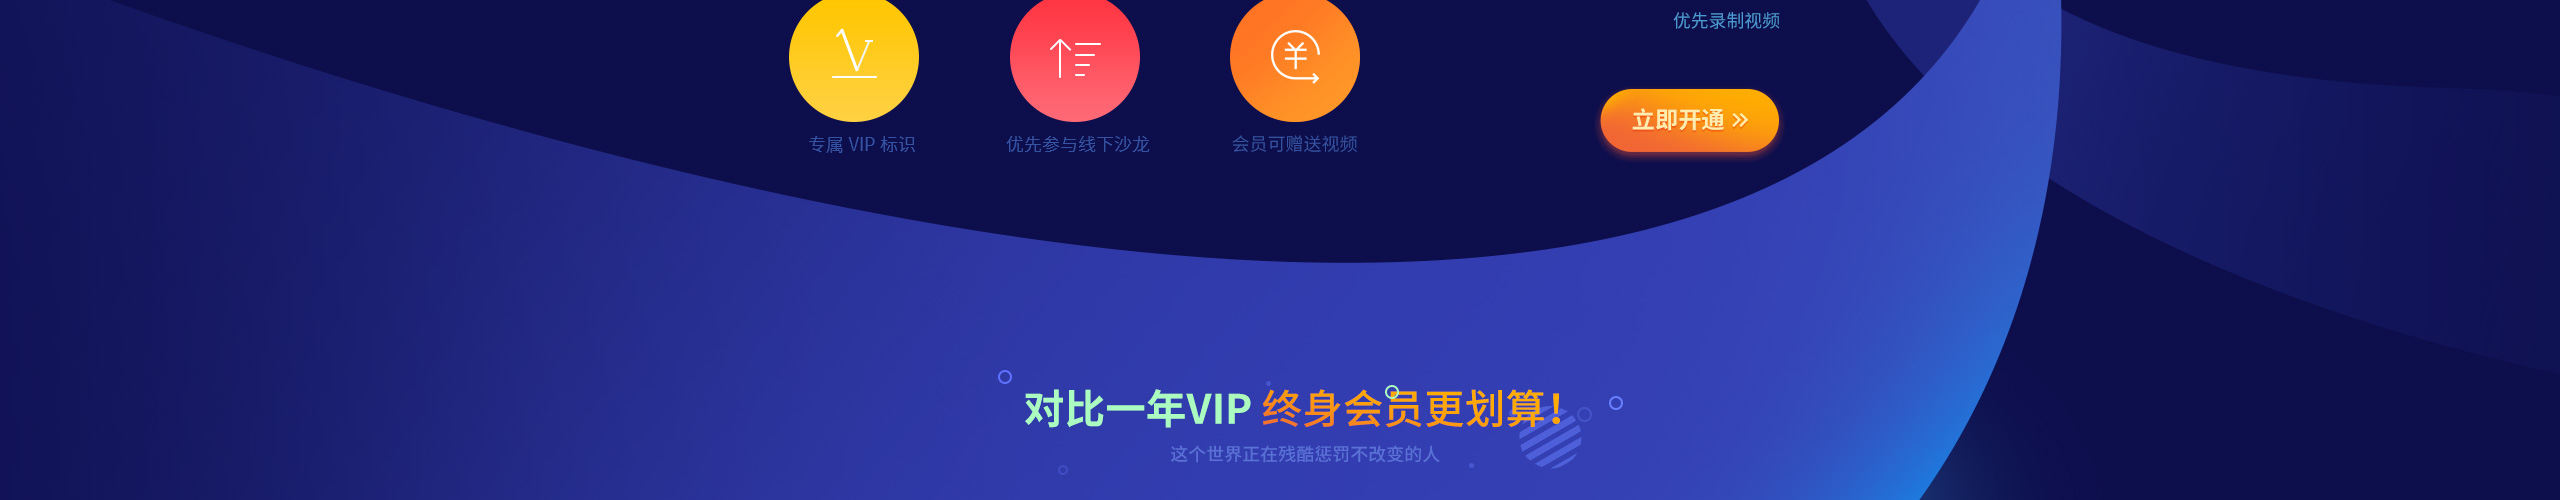 优先录制视频
立即开通
专属 VIP 标识
优先参与线下沙龙
会员可赠送视频
对比一年VIP 终身会员更划算！
这个世界正在残酷惩罚不改变的人